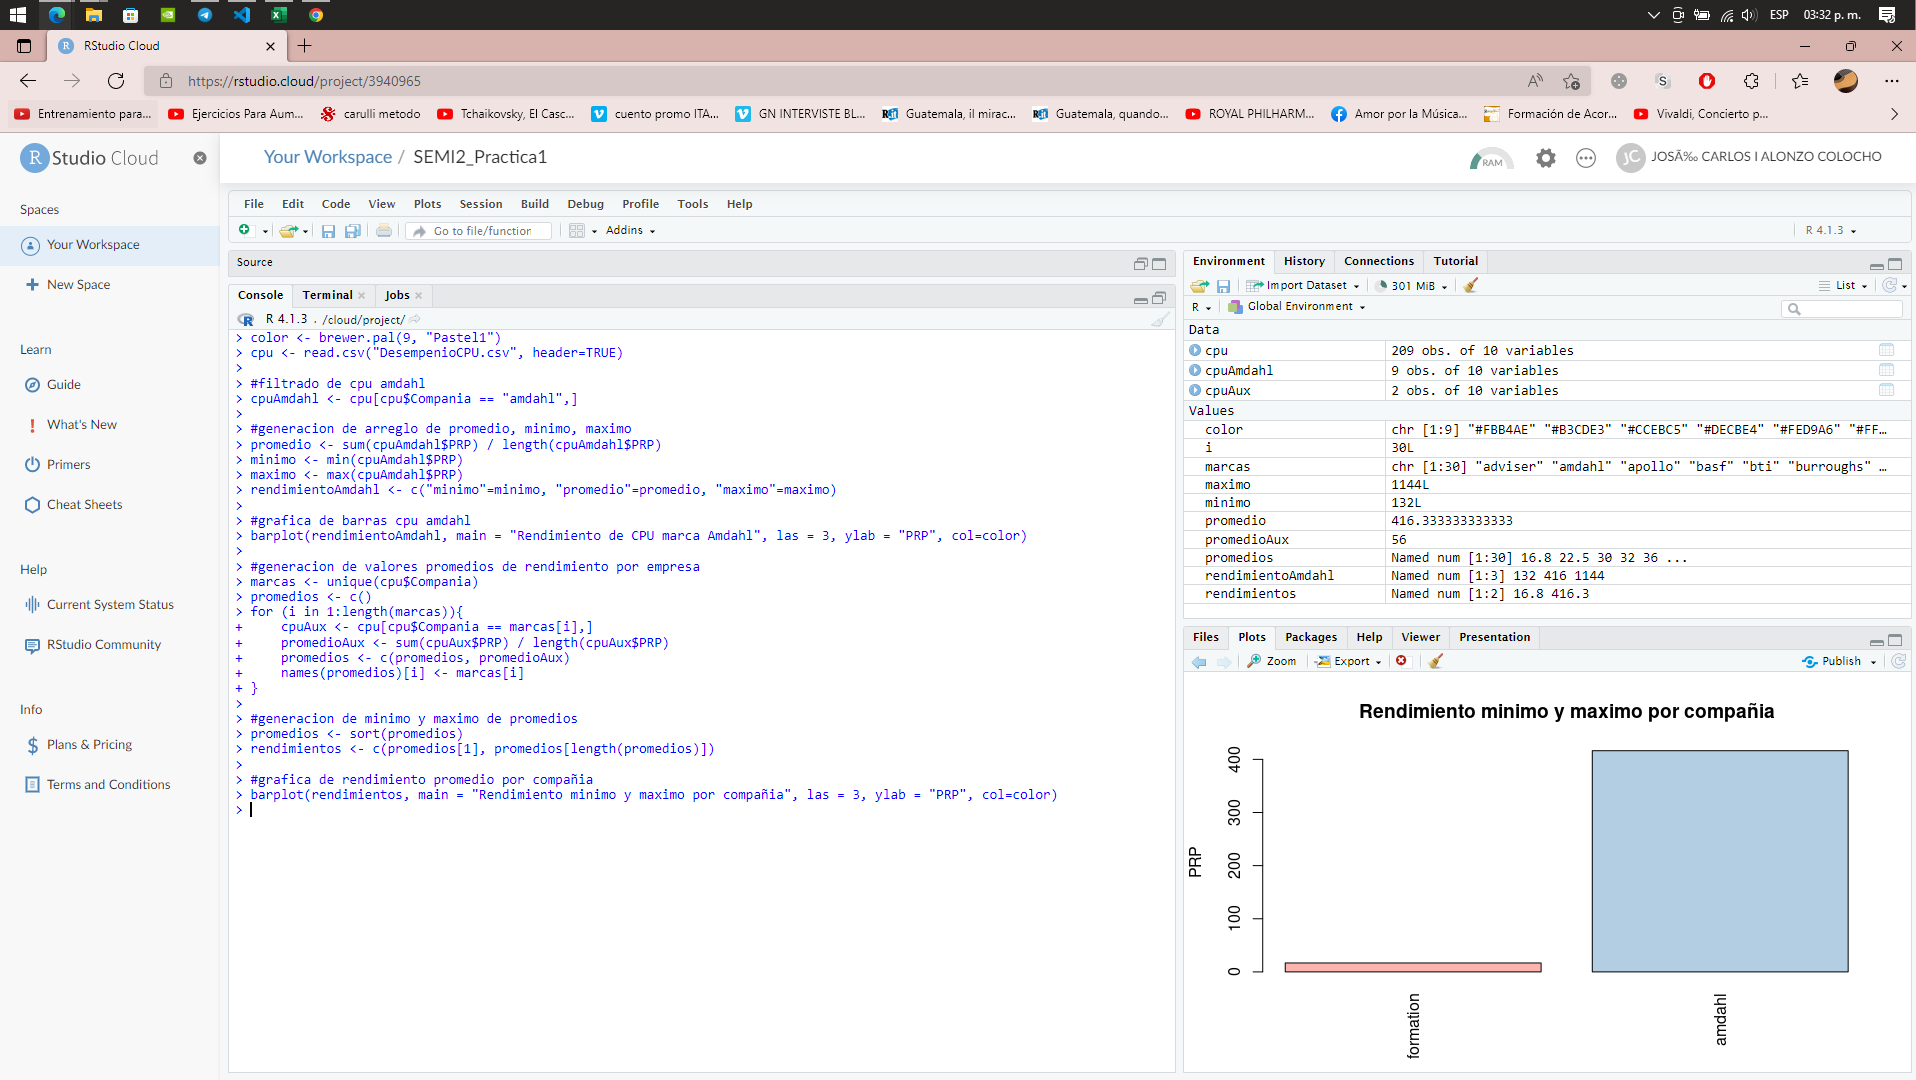 ESP
03:32 p. m.
RStudio Cloud
https://rstudio.cloud/project/3940965
Entrenamiento para...
Ejercicios Para Aum...
carulli metodo
Tchaikovsky, El Casc...
cuento promo ITA...
GN INTERVISTE BL...
Guatemala, il mirac...
Guatemala, quando...
ROYAL PHILHARM...
Amor por la Música...
Formación de Acor...
Vivaldi, Concierto p...
R Studio Cloud
Your Workspace / SEMI2_Practica1
RAM
JC
JOSÃ‰ CARLOS I ALONZO COLOCHO
Spaces
Your Workspace
New Space
Learn
Guide
What's New
Primers
Cheat Sheets
Help
Current System Status
RStudio Community
Info
Plans & Pricing
Terms and Conditions
File Edit Code View Plots Session Build Debug Profile Tools Help
Go to file/function
Addins
R 4.1.3
Source
Console Terminal Jobs
R 4.1.3 . /cloud/project/
> color <- brewer.pal(9, "Pastel1")
> cpu <- read.csv("DesempenioCPU.csv", header=TRUE)
>
> #filtrado de cpu amdahl
> cpuAmdahl <- cpu[cpu$Compania == "amdahl",]
>
> #generacion de arreglo de promedio, minimo, maximo
> promedio <- sum(cpuAmdahl$PRP) / length(cpuAmdahl$PRP)
> minimo <- min(cpuAmdahl$PRP)
> maximo <- max(cpuAmdahl$PRP)
> rendimientoAmdahl <- c("minimo"=minimo, "promedio"=promedio, "maximo"=maximo)
>
> #grafica de barras cpu amdahl
> barplot(rendimientoAmdahl, main = "Rendimiento de CPU marca Amdahl", las = 3, ylab = "PRP", col=color)
>
> #generacion de valores promedios de rendimiento por empresa
> marcas <- unique(cpu$Compania)
> promedios <- c()
> for (i in 1:length(marcas)){
+     cpuAux <- cpu[cpu$Compania == marcas[i],]
+     promedioAux <- sum(cpuAux$PRP) / length(cpuAux$PRP)
+     promedios <- c(promedios, promedioAux)
+     names(promedios)[i] <- marcas[i]
+ }
>
> #generacion de minimo y maximo de promedios
> promedios <- sort(promedios)
> rendimientos <- c(promedios[1], promedios[length(promedios)])
>
> #grafica de rendimiento promedio por compañia
> barplot(rendimientos, main = "Rendimiento minimo y maximo por compañia", las = 3, ylab = "PRP", col=color)
>
Environment History Connections Tutorial
Import Dataset
301 MiB
List
R
Global Environment
Data
cpu 209 obs. of 10 variables
cpuAmdahl 9 obs. of 10 variables
cpuAux 2 obs. of 10 variables
Values
color chr [1:9] "#FBB4AE" "#B3CDE3" "#CCEBC5" "#DECBE4" "#FED9A6" "#FF...
i 30L
marcas chr [1:30] "adviser" "amdahl" "apollo" "basf" "bti" "burroughs" ...
maximo 1144L
minimo 132L
promedio 416.333333333333
promedioAux 56
promedios Named num [1:30] 16.8 22.5 30 32 36 ...
rendimientoAmdahl Named num [1:3] 132 416 1144
rendimientos Named num [1:2] 16.8 416.3
Files Plots Packages Help Viewer Presentation
Zoom
Export
Publish
Rendimiento minimo y maximo por compañia
PRP
400
300
200
100
0
formation
amdahl